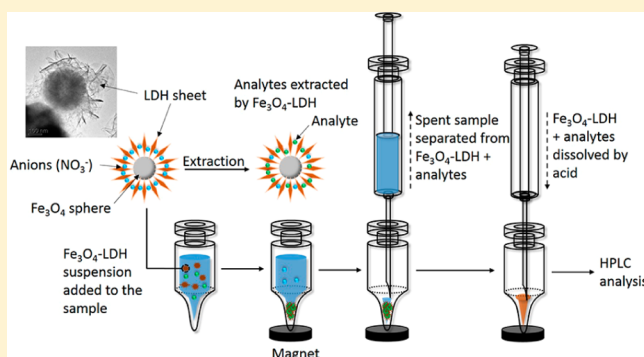 LDH sheet
Anions (NO₃⁻)
Fe₃O₄ sphere
Extraction
Analytes extracted
by Fe₃O₄-LDH
Analyte
Fe₃O₄-LDH
suspension
added to the
sample
Magnet
Spent sample
separated from
Fe₃O₄-LDH +
analytes
Fe₃O₄-LDH
+ analytes
dissolved by
acid
HPLC
analysis